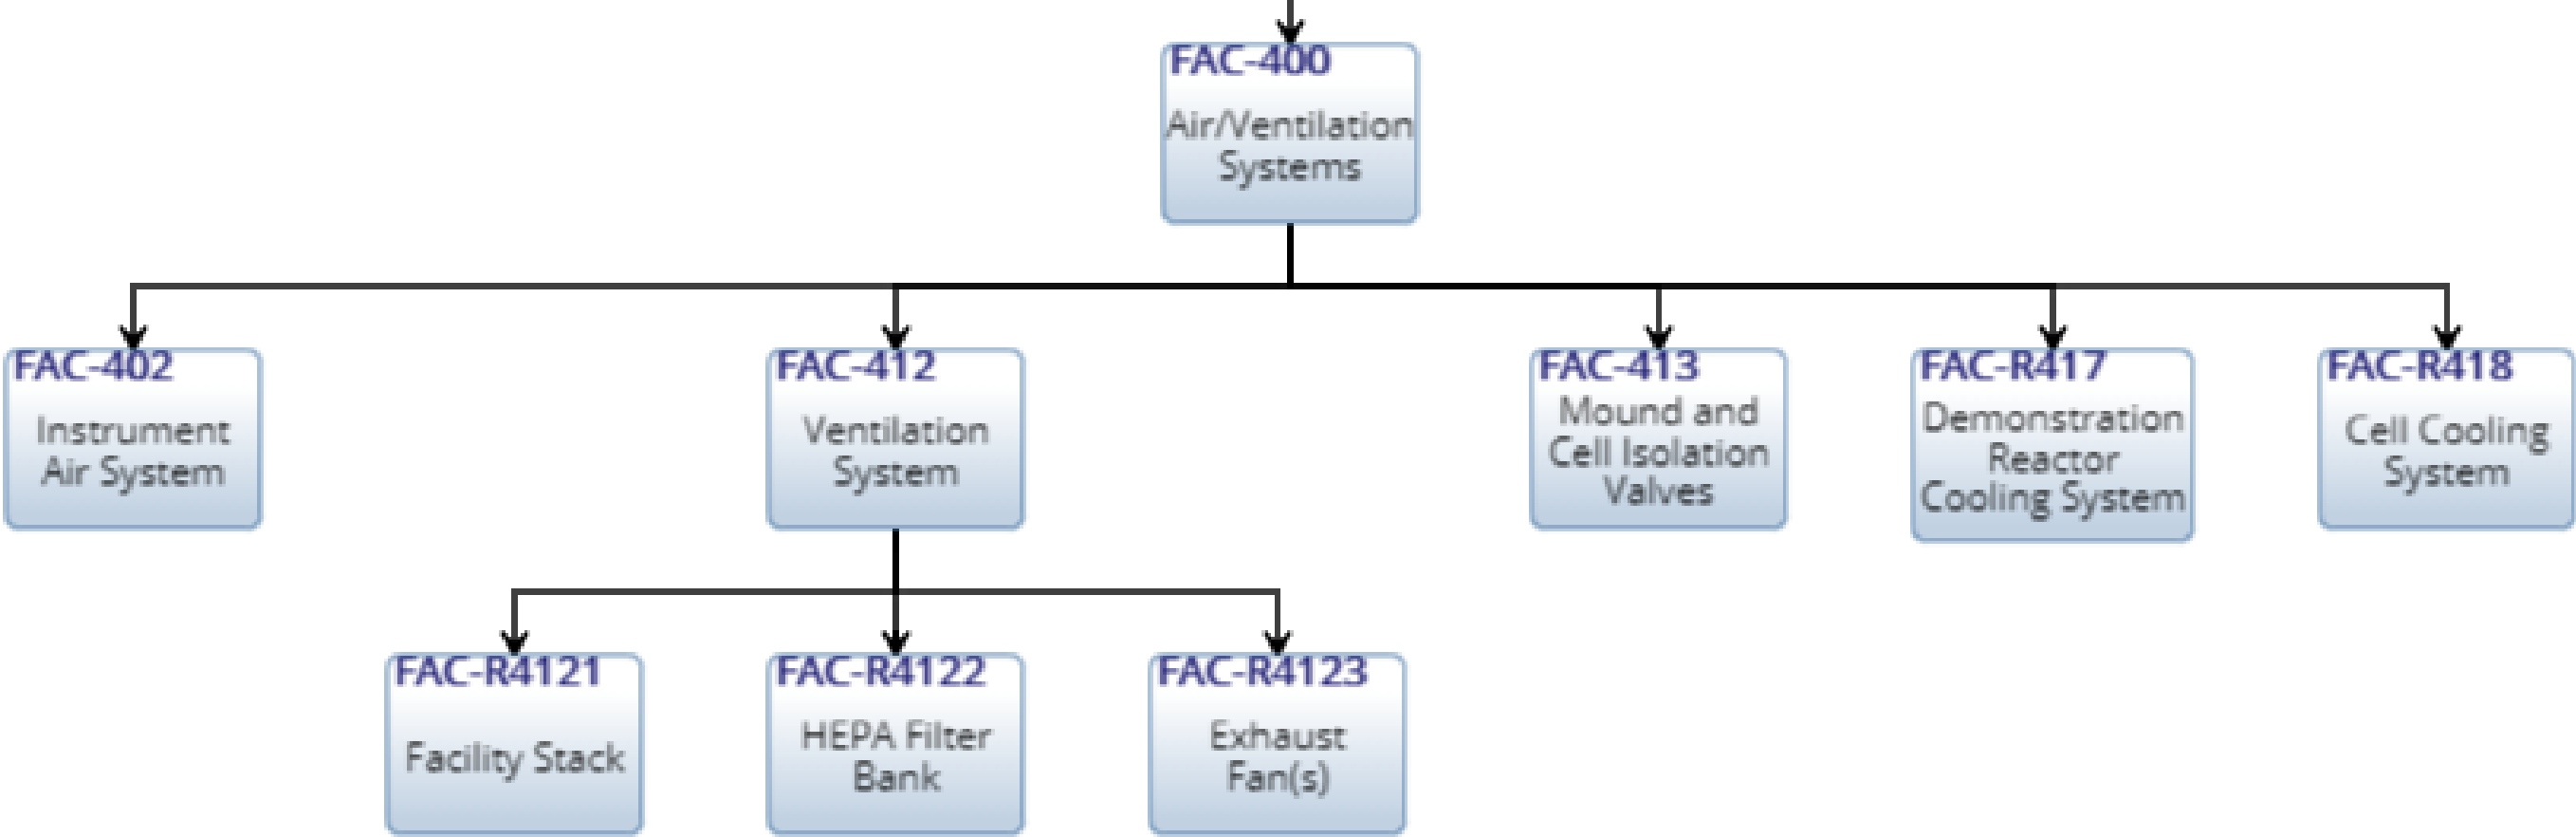 FAC-400
Air/Ventilation
Systems
FAC-402
Instrument
Air System
FAC-412
Ventilation
System
FAC-413
Mound and
Cell Isolation
Valves
FAC-R417
Demonstration
Reactor
Cooling System
FAC-R418
Cell Cooling
System
FAC-R4121
Facility Stack
FAC-R4122
HEPA Filter
Bank
FAC-R4123
Exhaust
Fan(s)